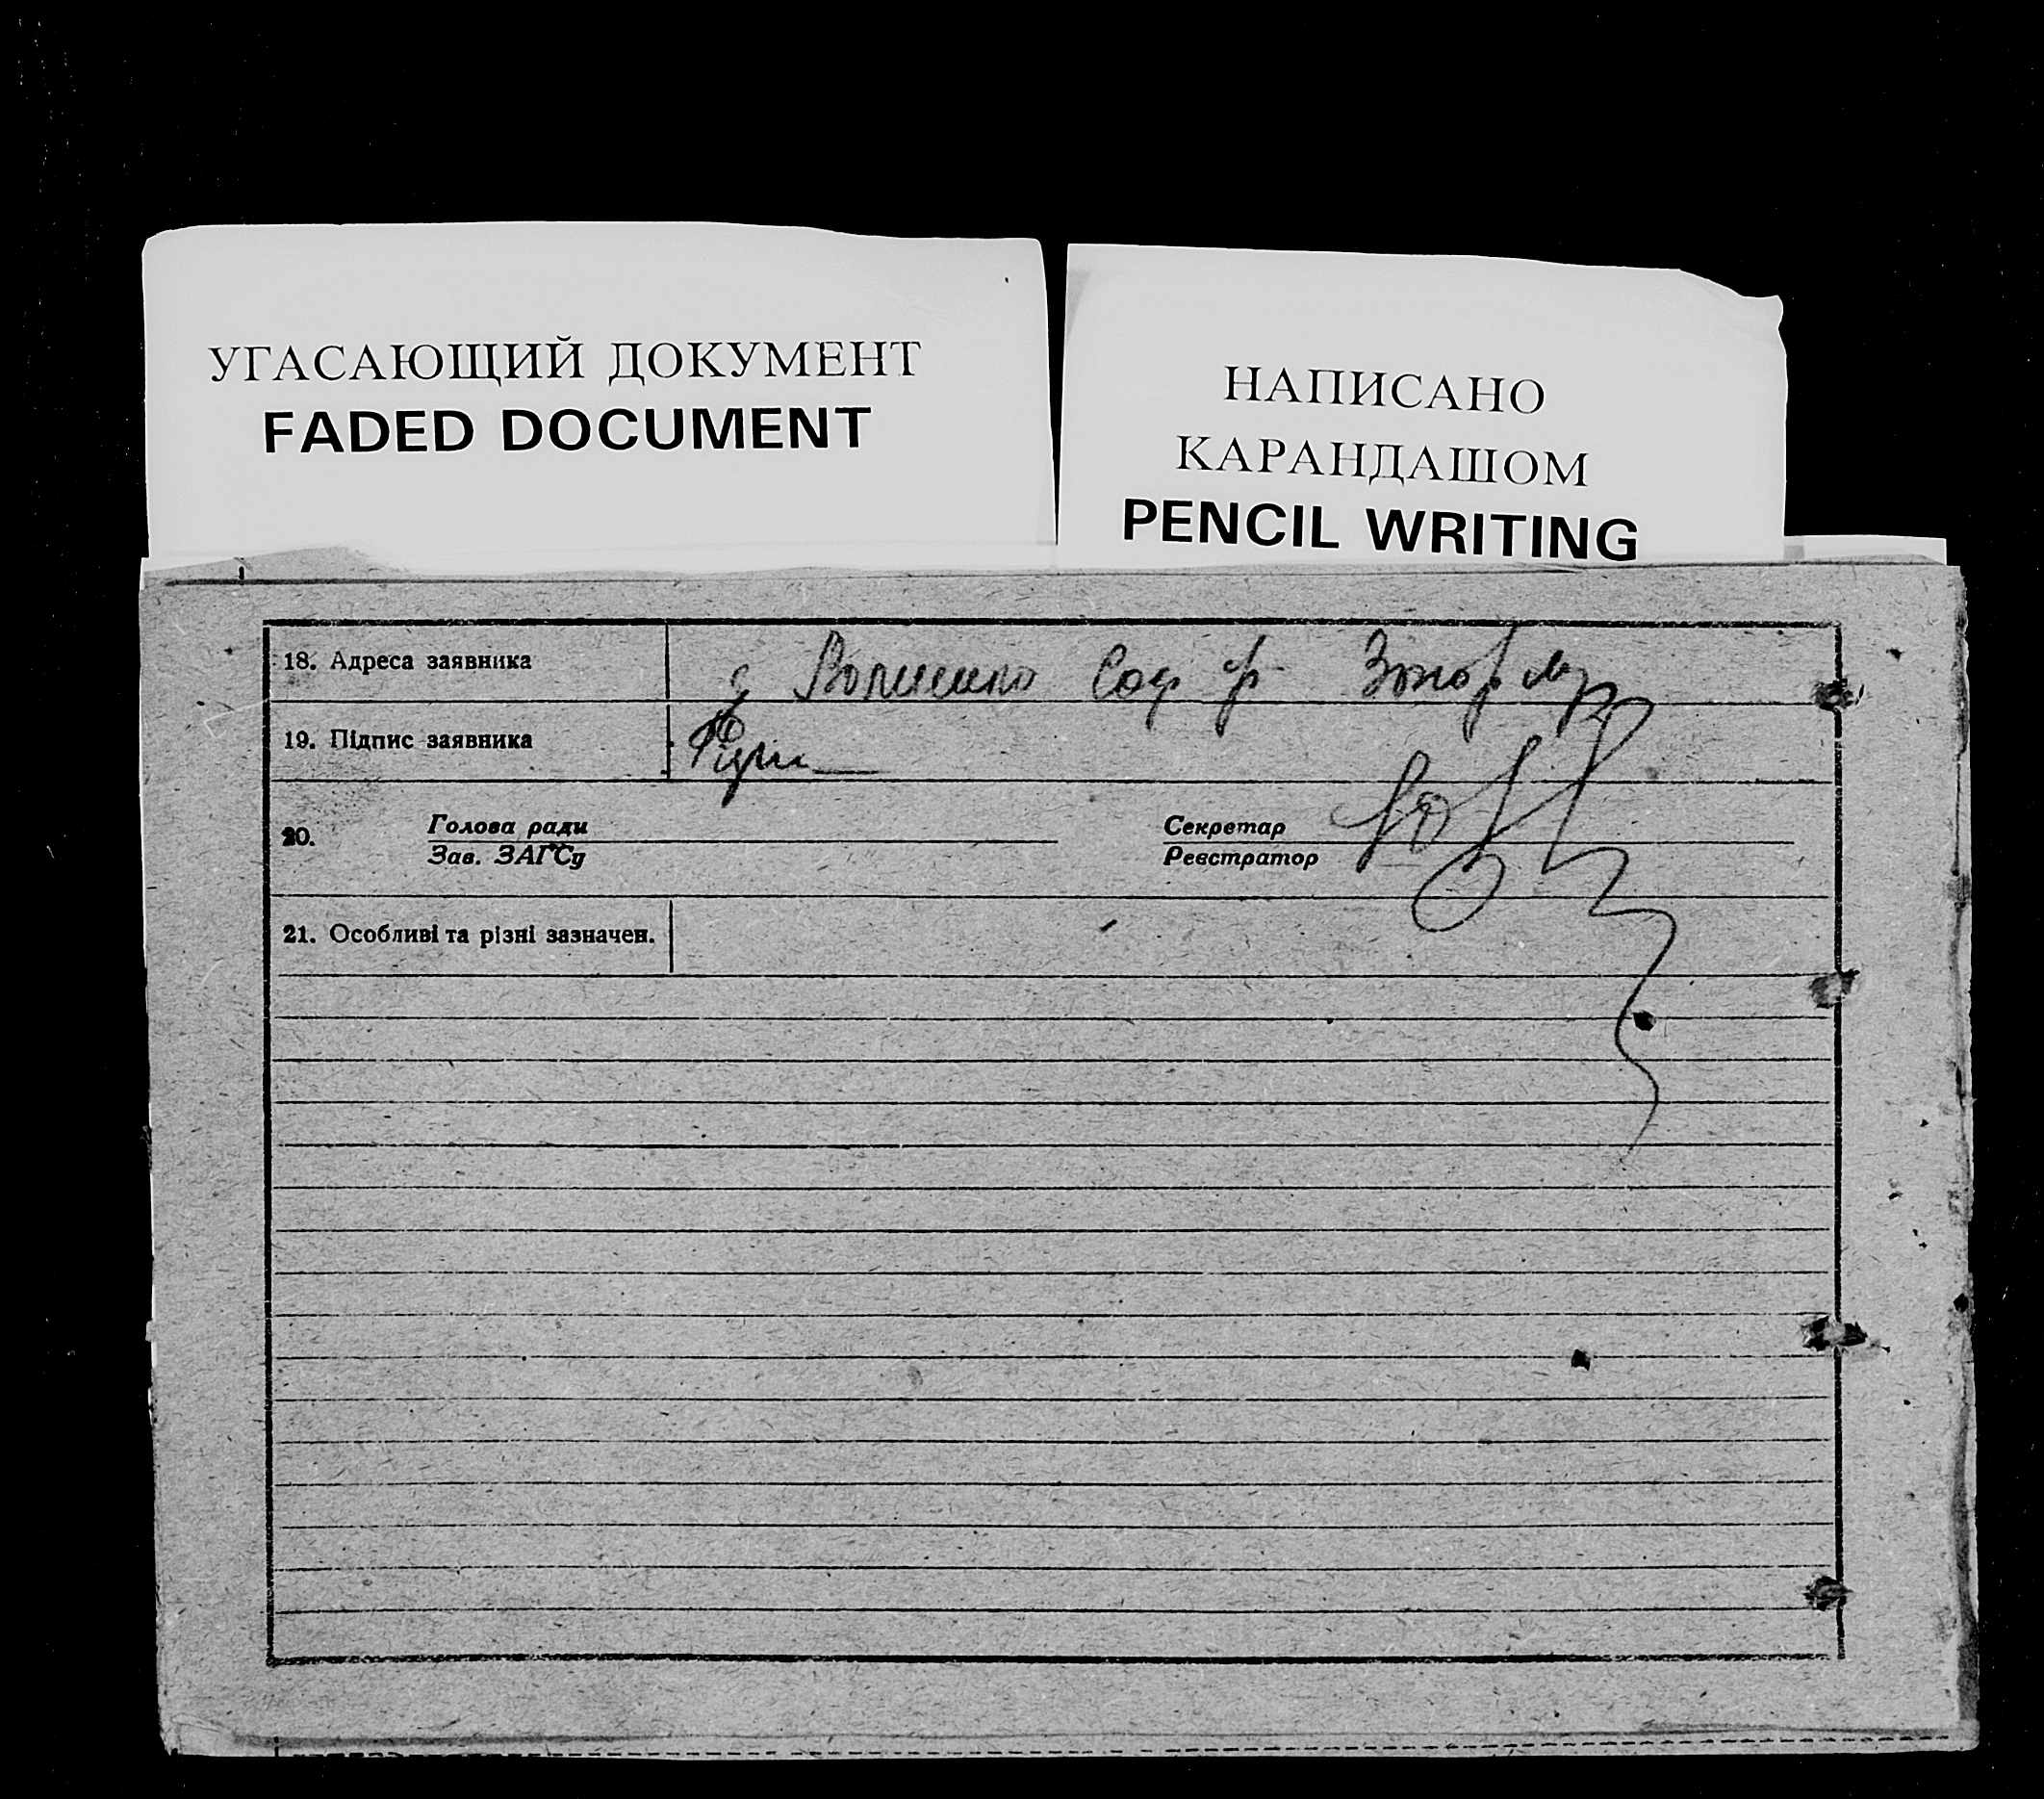 УГАСАЮЩИЙ ДОКУМЕНТ
FADED DOCUMENT
НАПИСАНО
КАРАНДАШОМ
PENCIL WRITING
18. Адреса заявника
19. Підпис заявника
20. Голова ради
Зав. ЗАГСу
Секретар
Реєстратор
21. Особливі та різні зазначен.